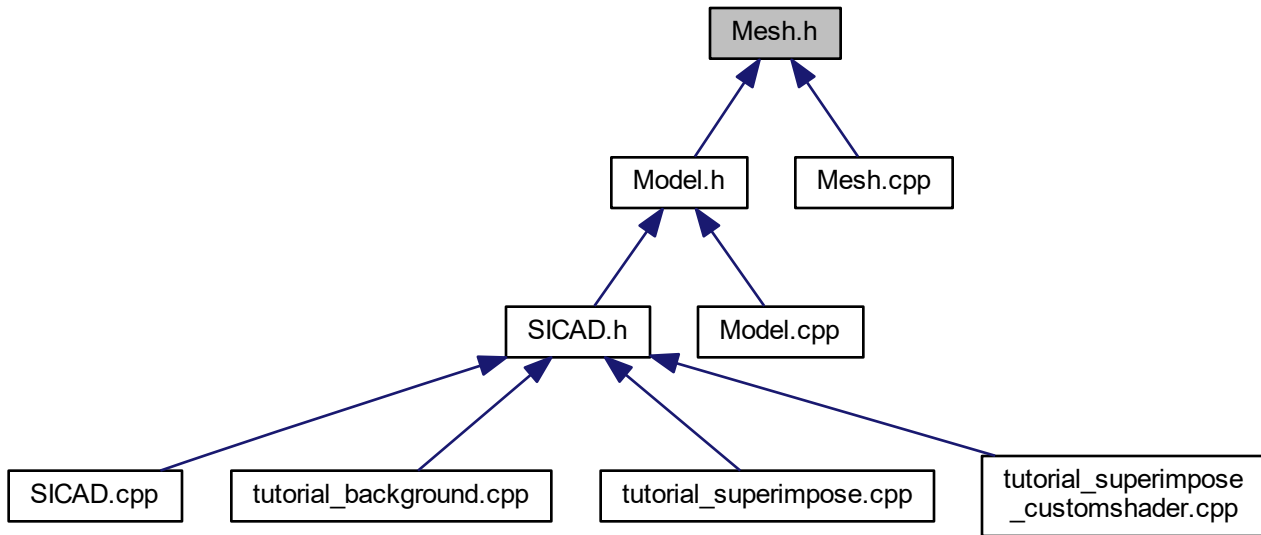 Mesh.h
Model.h
Mesh.cpp
SICAD.h
Model.cpp
SICAD.cpp
tutorial_background.cpp
tutorial_superimpose.cpp
tutorial_superimpose
_customshader.cpp